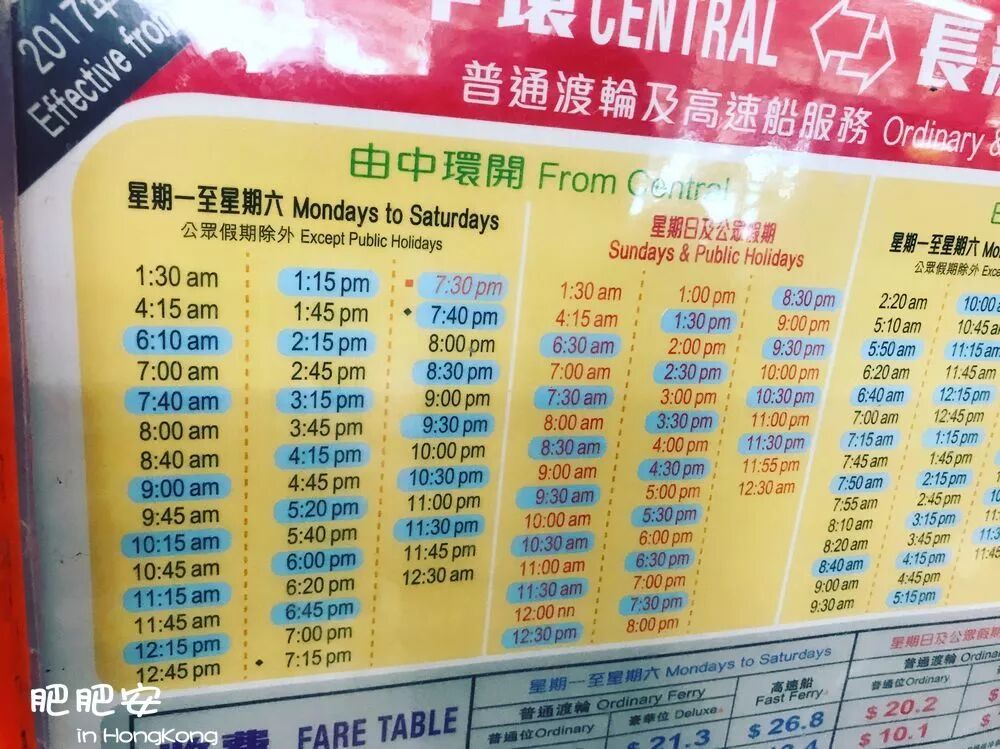 2017年
Effective from
中環 CENTRAL 長
普通渡輪及高速船服務 Ordinary &
由中環開 From Central
星期一至星期六 Mondays to Saturdays
公眾假期除外 Except Public Holidays
1:30 am 1:15 pm 7:30 pm
4:15 am 1:45 pm 7:40 pm
6:10 am 2:15 pm 8:00 pm
7:00 am 2:45 pm 8:30 pm
7:40 am 3:15 pm 9:00 pm
8:00 am 3:45 pm 9:30 pm
8:40 am 4:15 pm 10:00 pm
9:00 am 4:45 pm 10:30 pm
9:45 am 5:20 pm 11:00 pm
10:15 am 5:40 pm 11:30 pm
10:45 am 6:00 pm 11:45 pm
11:15 am 6:20 pm 12:30 am
11:45 am 6:45 pm
12:15 pm 7:00 pm
12:45 pm 7:15 pm
星期日及公眾假期
Sundays & Public Holidays
1:30 am 1:00 pm 8:30 pm
4:15 am 1:30 pm 9:00 pm
6:30 am 2:00 pm 9:30 pm
7:00 am 2:30 pm 10:00 pm
7:30 am 3:00 pm 10:30 pm
8:00 am 3:30 pm 11:00 pm
8:30 am 4:00 pm 11:30 pm
9:00 am 4:30 pm 11:55 pm
9:30 am 5:00 pm 12:30 am
10:00 am 5:30 pm
10:30 am 6:00 pm
11:00 am 6:30 pm
11:30 am 7:00 pm
12:00 nn 7:30 pm
12:30 pm 8:00 pm
星期一至星期六 Mo
公眾假期除外 Exce
2:20 am 10:00
5:10 am 10:45 a
5:50 am 11:15 am
6:20 am 11:45 am
6:40 am 12:15 pm
7:00 am 12:45 pm
7:15 am 1:15 pm
7:45 am 1:45 pm
7:50 am 2:15 pm
7:55 am 2:45 pm
8:10 am 3:15 pm
8:20 am 3:45 pm
8:40 am 4:15 pm
9:00 am 4:45 pm
9:30 am 5:15 pm
FARE TABLE
星期一至星期六 Mondays to Saturdays
普通渡輪 Ordinary Ferry
高速船
Fast Ferry
普通位Ordinary 豪華位 Deluxe
$ 21.3 $ 26.8
星期日及公眾假期
普通渡輪 Ordina
普通位Ordinary
$ 20.2
$ 10.1
肥肥安
in HongKong